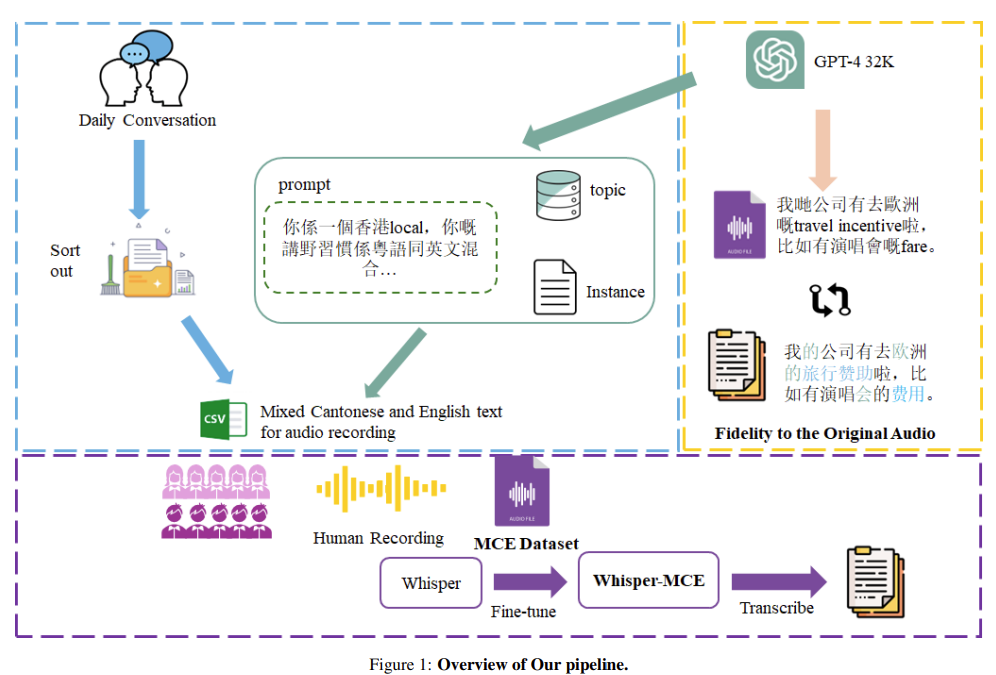 GPT-4 32K
Daily Conversation
prompt
topic
你係一個香港local，你嘅
講野習慣係粵語同英文混
合…
Instance
Sort
out
我哋公司有去歐洲
嘅travel incentive啦，
比如有演唱會嘅fare。
AUDIO FILE
我的公司有去欧洲
的旅行赞助啦，比
如有演唱会的费用。
CSV
Mixed Cantonese and English text
for audio recording
Fidelity to the Original Audio
Human Recording
AUDIO FILE
MCE Dataset
Whisper
Fine-tune
Whisper-MCE
Transcribe
Figure 1: Overview of Our pipeline.